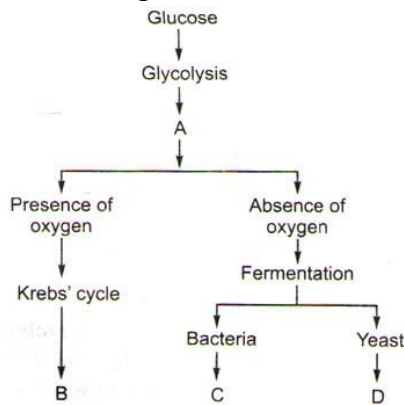 Glucose
Glycolysis
A
Presence of
oxygen
Absence of
oxygen
Krebs' cycle
Fermentation
Bacteria
Yeast
B
C
D